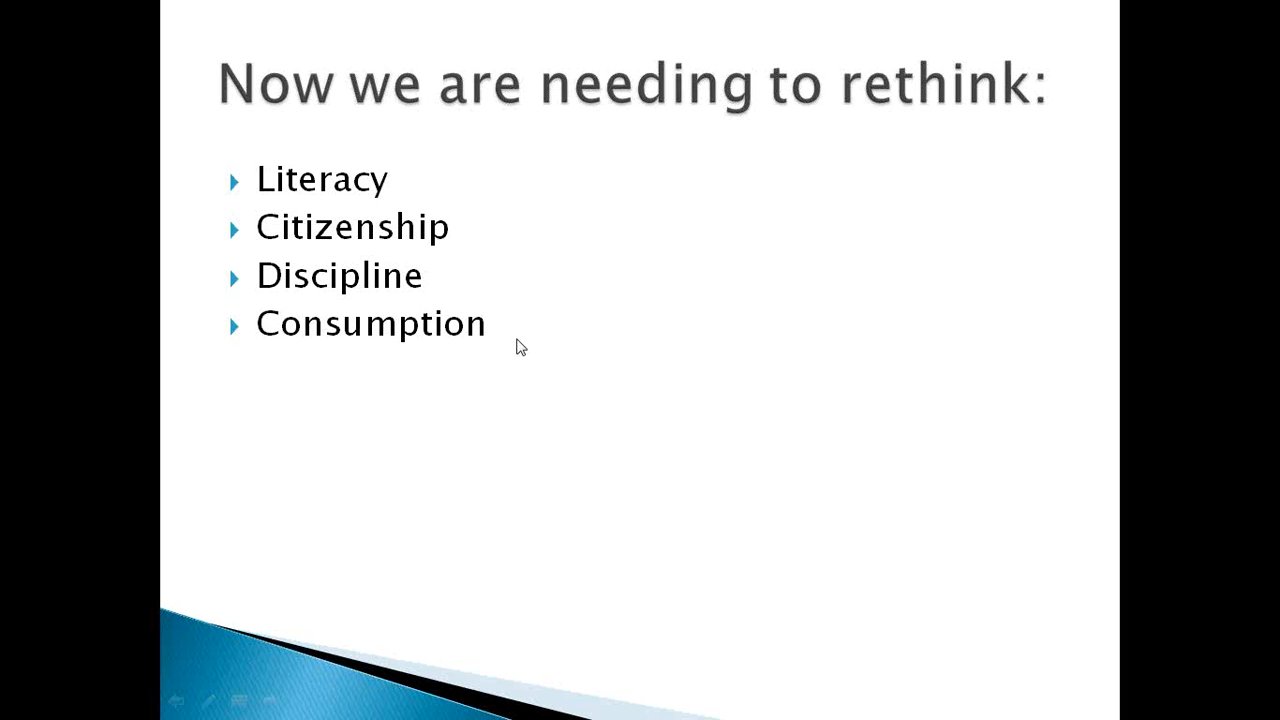 Now we are needing to rethink:
Literacy
Citizenship
Discipline
Consumption